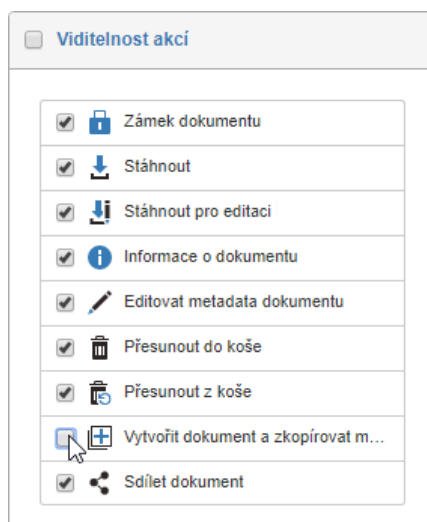 Viditelnost akcí
Zámek dokumentu
Stáhnout
Stáhnout pro editaci
Informace o dokumentu
Editovat metadata dokumentu
Přesunout do koše
Přesunout z koše
Vytvořit dokument a zkopírovat m...
Sdílet dokument